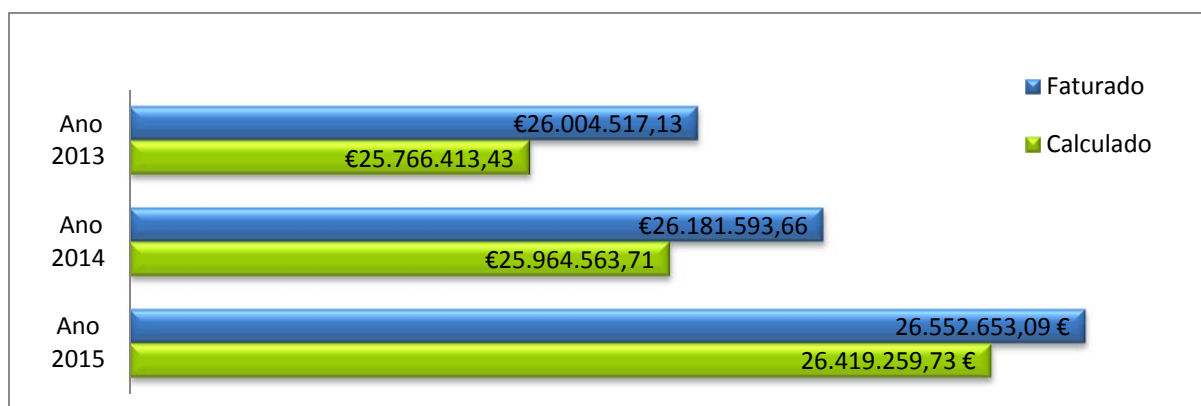 Faturado
Calculado
Ano
2013
€26.004.517,13
€25.766.413,43
Ano
2014
€26.181.593,66
€25.964.563,71
Ano
2015
26.552.653,09 €
26.419.259,73 €